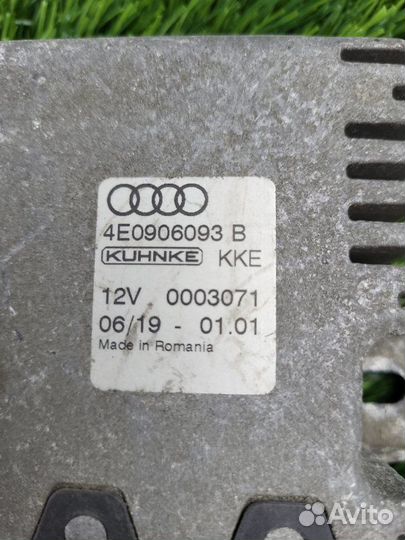 4E0906093 B
KUHNKE KKE
12V 0003071
06/19 - 01.01
Made in Romania
Avito